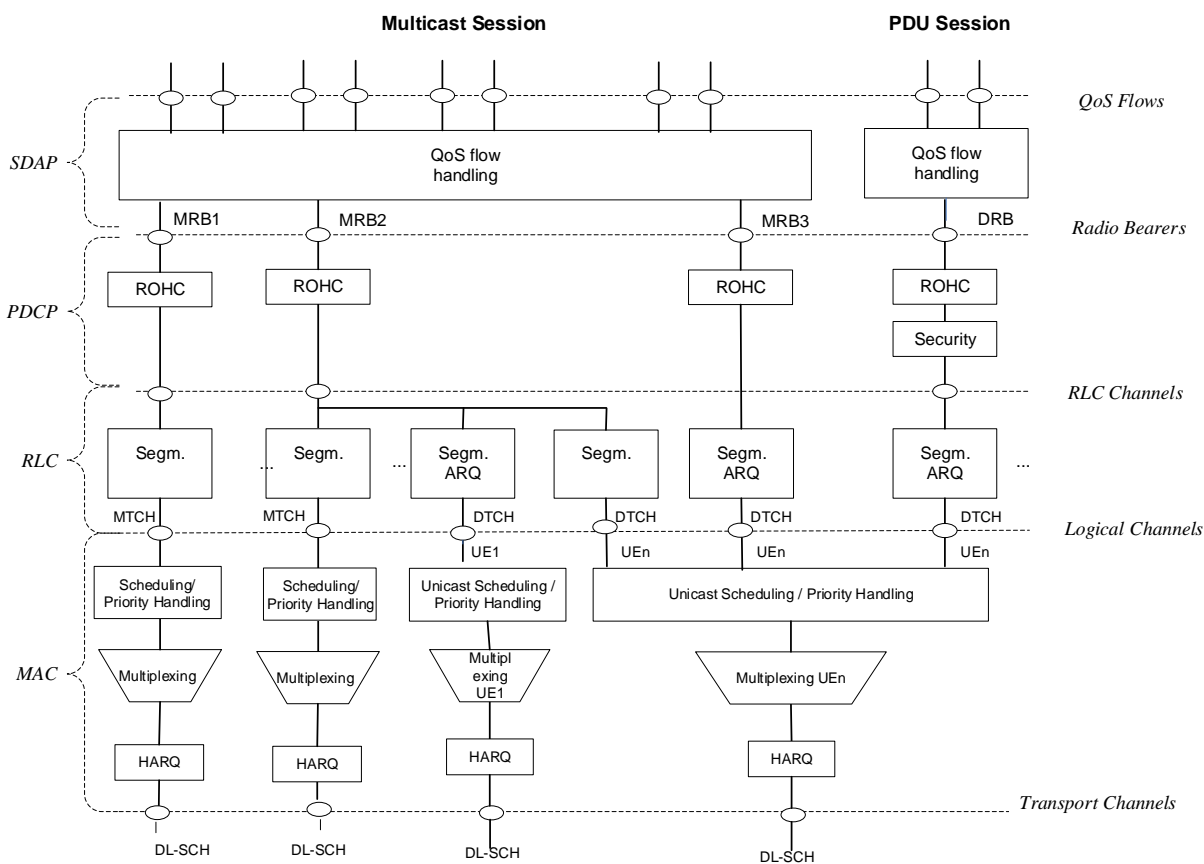 Multicast Session
PDU Session
QoS Flows
SDAP
QoS flow
handling
QoS flow
handling
MRB1
MRB2
MRB3
DRB
Radio Bearers
PDCP
ROHC
ROHC
ROHC
ROHC
Security
RLC Channels
RLC
Segm.
...
Segm.
...
Segm.
ARQ
Segm.
Segm.
ARQ
Segm.
ARQ
...
MTCH
MTCH
DTCH
DTCH
DTCH
DTCH
Logical Channels
UE1
UEn
UEn
UEn
MAC
Scheduling/
Priority Handling
Scheduling/
Priority Handling
Unicast Scheduling /
Priority Handling
Unicast Scheduling / Priority Handling
Multiplexing
Multiplexing
Multipl
exing
UE1
Multiplexing UEn
HARQ
HARQ
HARQ
HARQ
Transport Channels
DL-SCH
DL-SCH
DL-SCH
DL-SCH